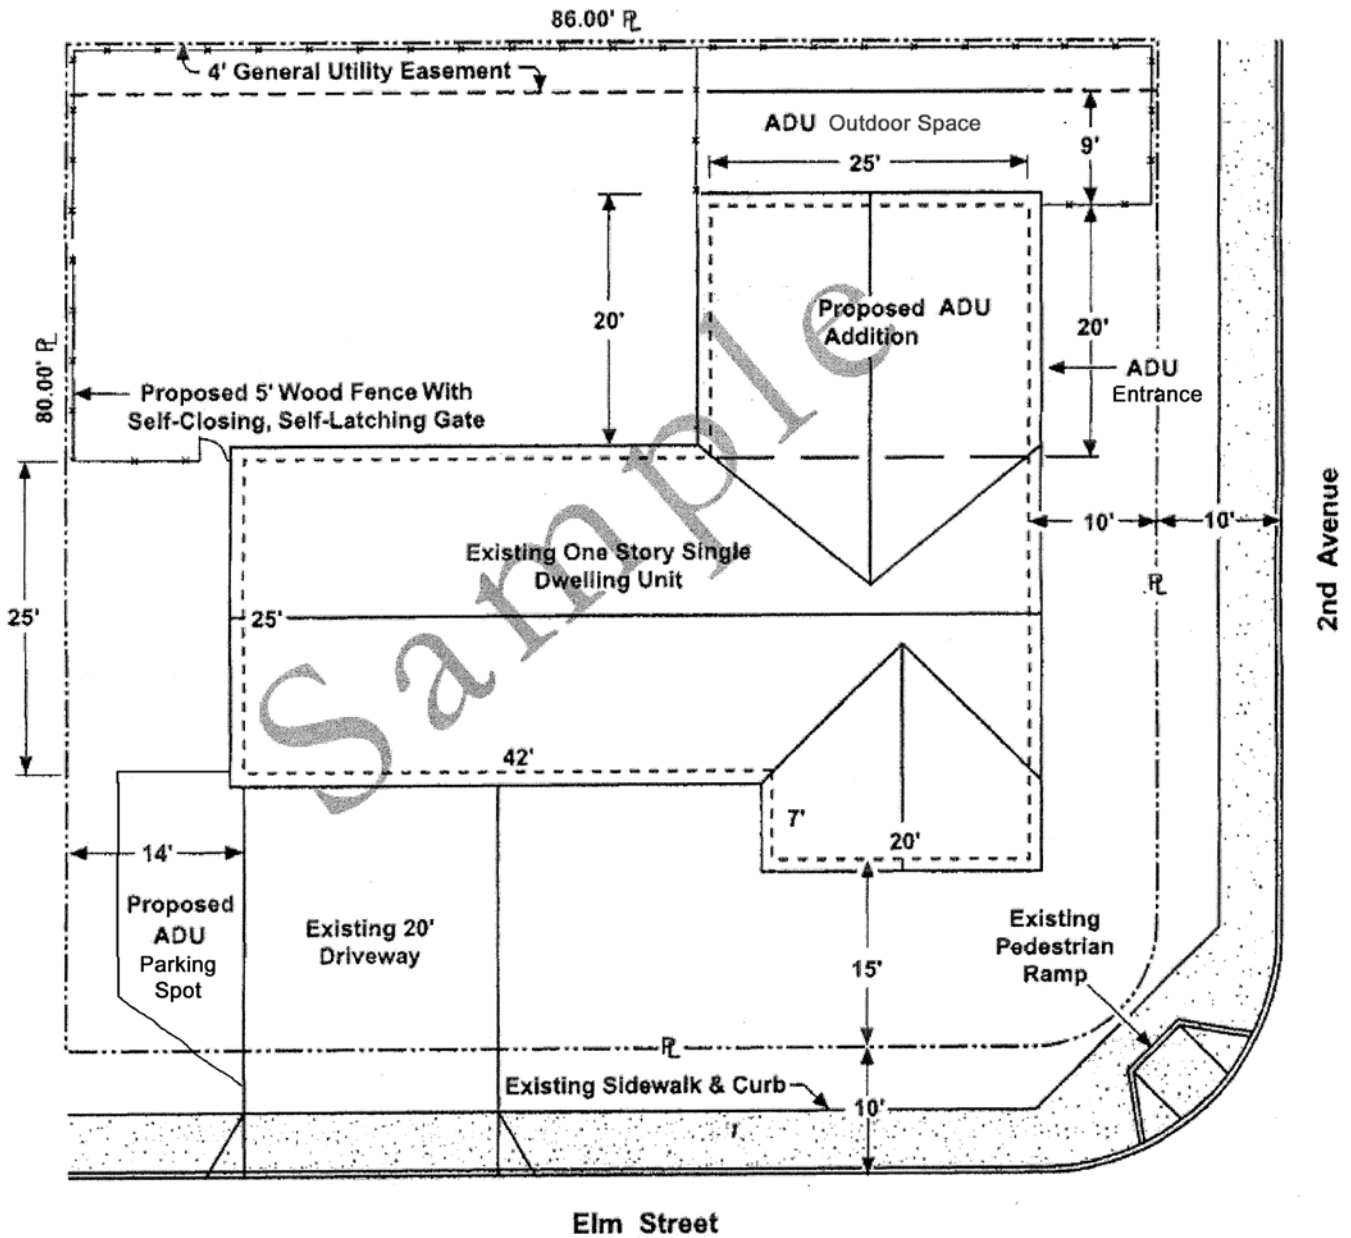 86.00' PL
4' General Utility Easement
ADU Outdoor Space
9'
25'
20'
Proposed ADU
Addition
20'
ADU
Entrance
80.00' PL
Proposed 5' Wood Fence With
Self-Closing, Self-Latching Gate
Sample
10'
10'
2nd Avenue
Existing One Story Single
Dwelling Unit
PL
25'
25'
42'
7'
20'
14'
Proposed
ADU
Parking
Spot
Existing 20'
Driveway
15'
Existing
Pedestrian
Ramp
PL
Existing Sidewalk & Curb
10'
Elm Street